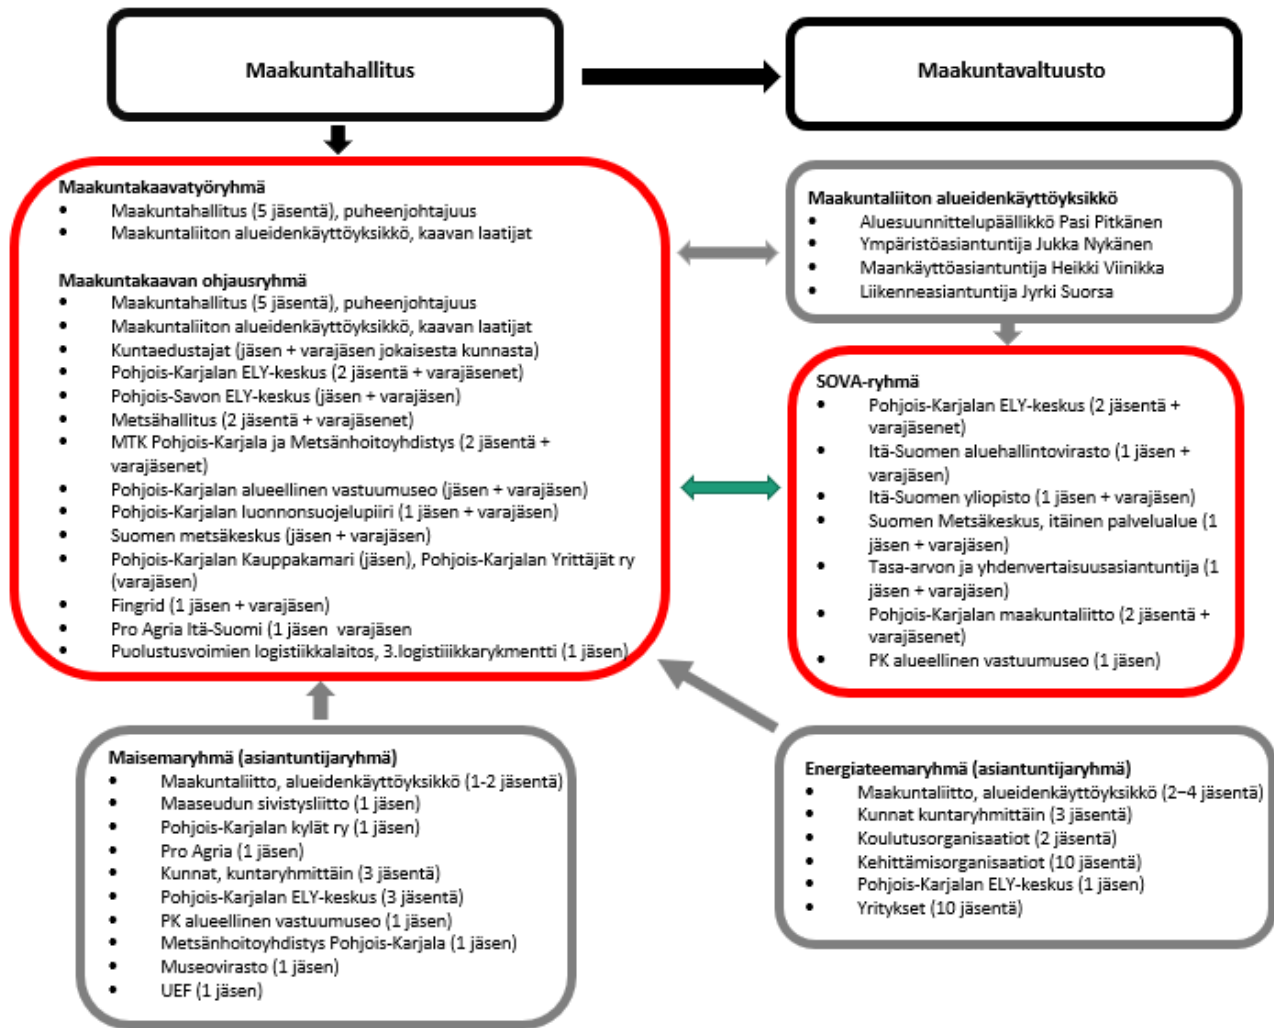 Maakuntahallitus
Maakuntavaltuusto
Maakuntakaavatyöryhmä
• Maakuntahallitus (5 jäsentä), puheenjohtajuus
• Maakuntaliiton alueidenkäyttöyksikkö, kaavan laatijat
Maakuntakaavan ohjausryhmä
• Maakuntahallitus (5 jäsentä), puheenjohtajuus
• Maakuntaliiton alueidenkäyttöyksikkö, kaavan laatijat
• Kuntaedustajat (jäsen + varajäsen jokaisesta kunnasta)
• Pohjois-Karjalan ELY-keskus (2 jäsentä + varajäsenet)
• Pohjois-Savon ELY-keskus (jäsen + varajäsen)
• Metsähallitus (2 jäsentä + varajäsenet)
• MTK Pohjois-Karjala ja Metsänhoitoyhdistys (2 jäsentä +
varajäsenet)
• Pohjois-Karjalan alueellinen vastuumuseo (jäsen + varajäsen)
• Pohjois-Karjalan luonnonsuojelupiiri (1 jäsen + varajäsen)
• Suomen metsäkeskus (jäsen + varajäsen)
• Pohjois-Karjalan Kauppakamari (jäsen), Pohjois-Karjalan Yrittäjät ry
(varajäsen)
• Fingrid (1 jäsen + varajäsen)
• Pro Agria Itä-Suomi (1 jäsen varajäsen
• Puolustusvoimien logistiikkalaitos, 3.logistiiikkarykmentti (1 jäsen)
Maakuntaliiton alueidenkäyttöyksikkö
• Aluesuunnittelupäällikkö Pasi Pitkänen
• Ympäristöasiantuntija Jukka Nykänen
• Maankäyttöasiantuntija Heikki Viinikka
• Liikenneasiantuntija Jyrki Suorsa
SOVA-ryhmä
• Pohjois-Karjalan ELY-keskus (2 jäsentä +
varajäsenet)
• Itä-Suomen aluehallintovirasto (1 jäsen +
varajäsen)
• Itä-Suomen yliopisto (1 jäsen + varajäsen)
• Suomen Metsäkeskus, itäinen palvelualue (1
jäsen + varajäsen)
• Tasa-arvon ja yhdenvertaisuusasiantuntija (1
jäsen + varajäsen)
• Pohjois-Karjalan maakuntaliitto (2 jäsentä +
varajäsenet)
• PK alueellinen vastuumuseo (1 jäsen)
Maisemaryhmä (asiantuntijaryhmä)
• Maakuntaliitto, alueidenkäyttöyksikkö (1-2 jäsentä)
• Maaseudun sivistysliitto (1 jäsen)
• Pohjois-Karjalan kylät ry (1 jäsen)
• Pro Agria (1 jäsen)
• Kunnat, kuntaryhmittäin (3 jäsentä)
• Pohjois-Karjalan ELY-keskus (3 jäsentä)
• PK alueellinen vastuumuseo (1 jäsen)
• Metsänhoitoyhdistys Pohjois-Karjala (1 jäsen)
• Museovirasto (1 jäsen)
• UEF (1 jäsen)
Energiateemaryhmä (asiantuntijaryhmä)
• Maakuntaliitto, alueidenkäyttöyksikkö (2–4 jäsentä)
• Kunnat kuntaryhmittäin (3 jäsentä)
• Koulutusorganisaatiot (2 jäsentä)
• Kehittämisorganisaatiot (10 jäsentä)
• Pohjois-Karjalan ELY-keskus (1 jäsen)
• Yritykset (10 jäsentä)